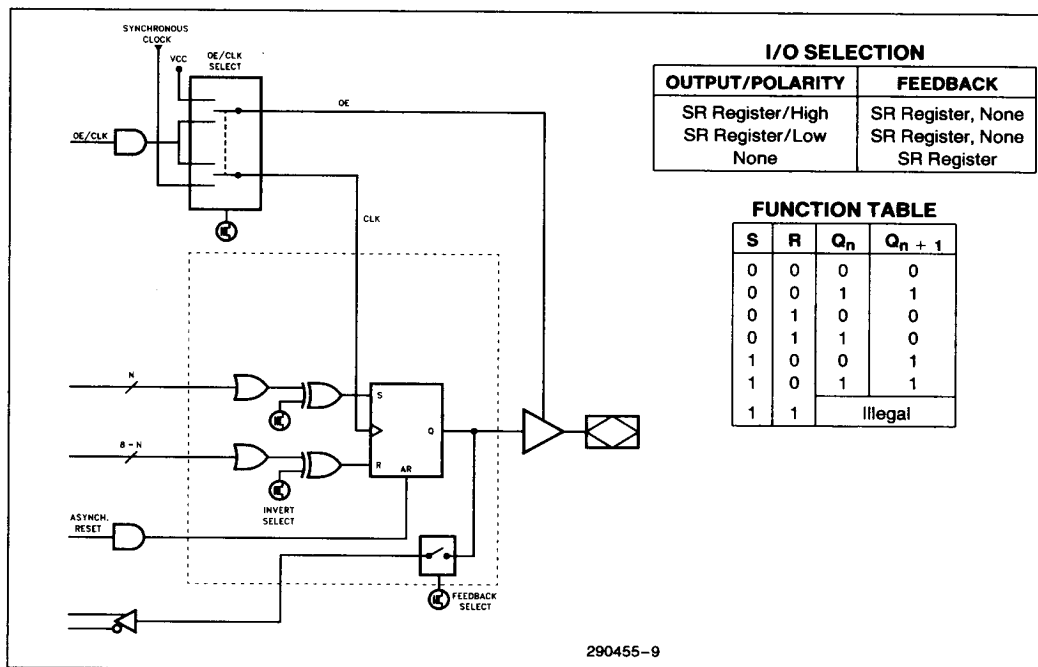 SYNCHRONOUS
CLOCK
VCC
OE/CLK
SELECT
OE
OE/CLK
CLK
N
S
Q
8 – N
R
AR
INVERT
SELECT
ASYNCH.
RESET
FEEDBACK
SELECT
I/O SELECTION
OUTPUT/POLARITY FEEDBACK
SR Register/High SR Register, None
SR Register/Low SR Register, None
None SR Register
FUNCTION TABLE
S R Qn Qn + 1
0 0 0 0
0 0 1 1
0 1 0 0
0 1 1 0
1 0 0 1
1 0 1 1
1 1 Illegal
290455–9